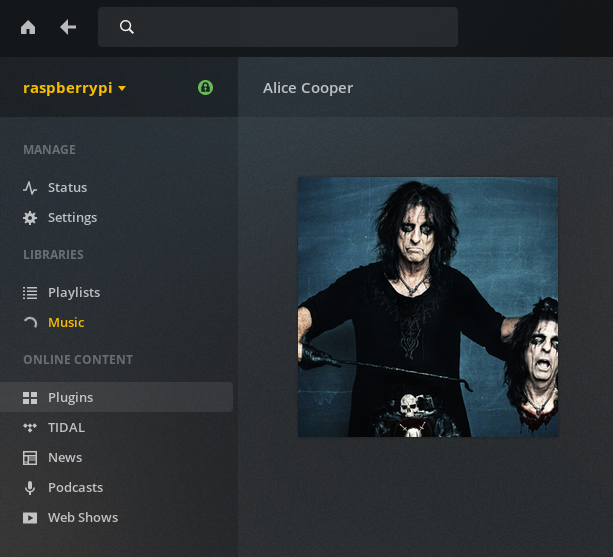 raspberrypi
Alice Cooper
MANAGE
Status
Settings
LIBRARIES
Playlists
Music
ONLINE CONTENT
Plugins
TIDAL
News
Podcasts
Web Shows